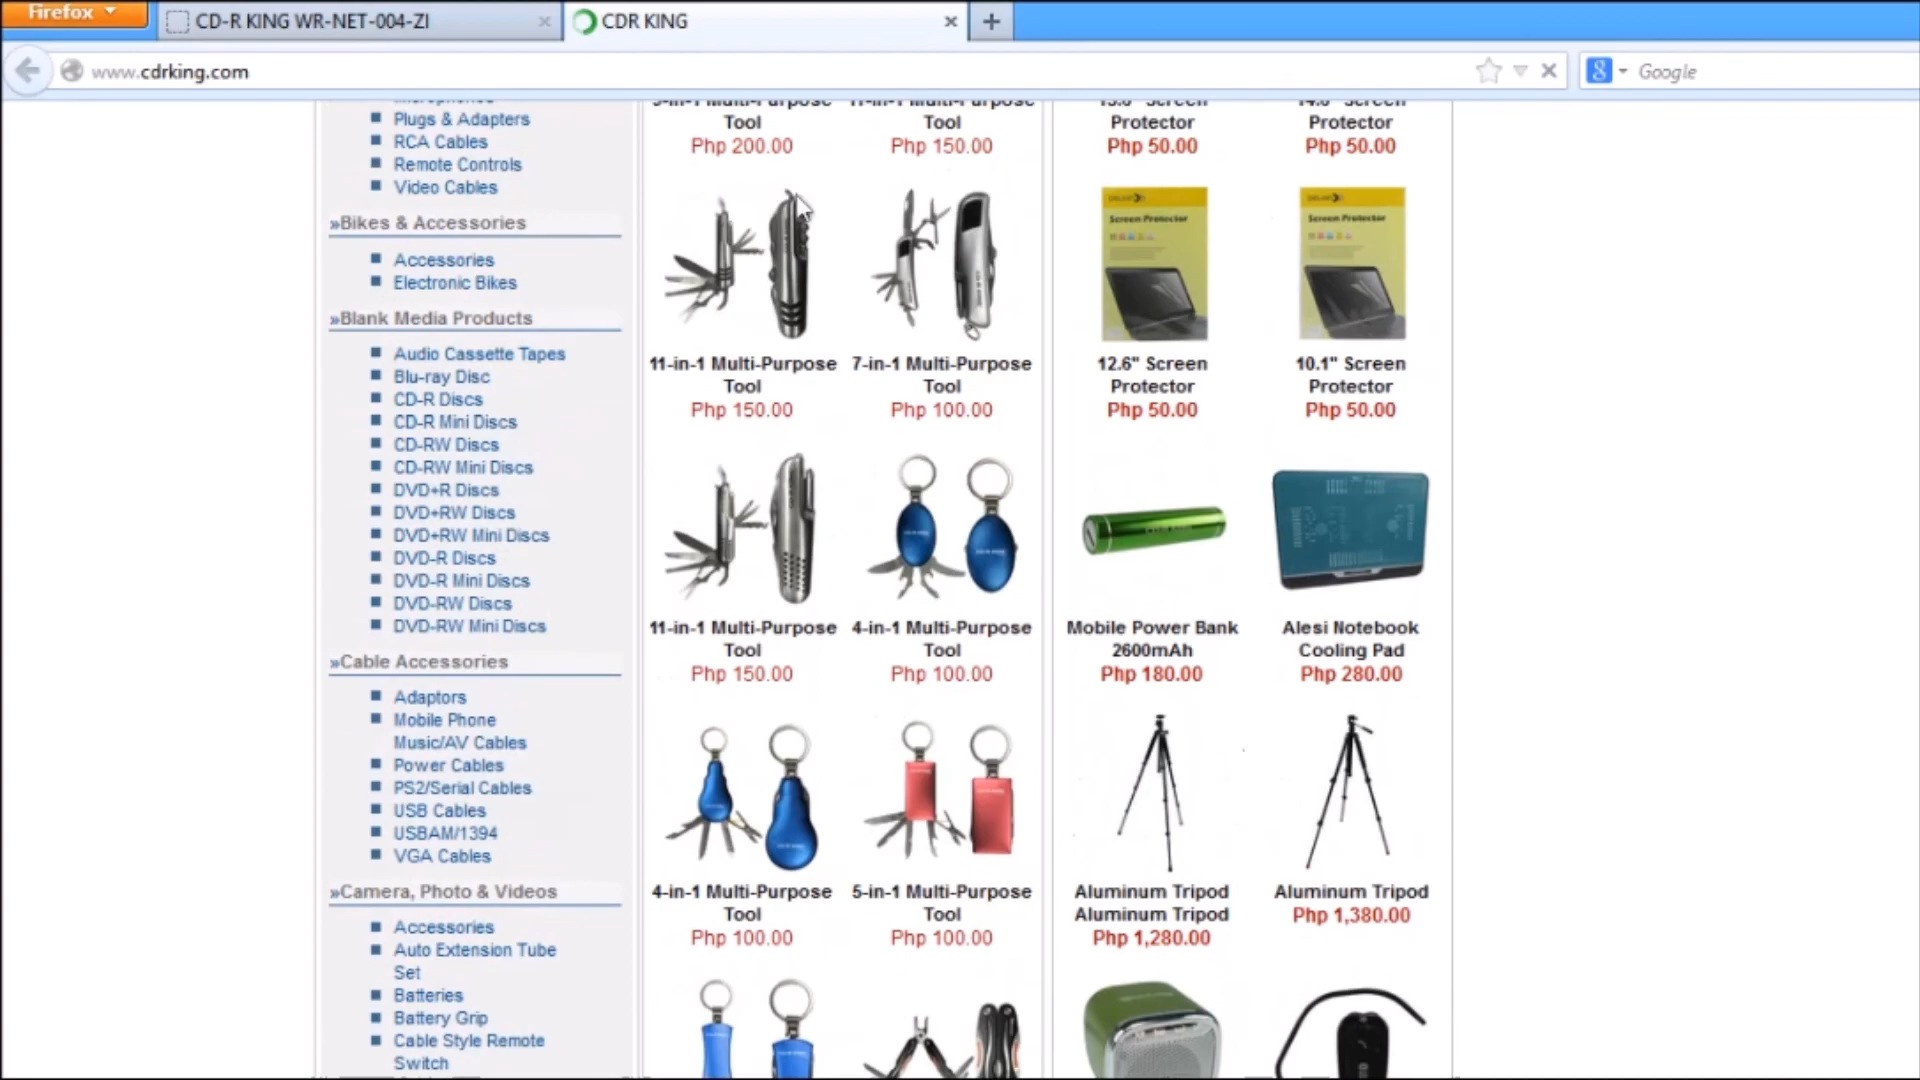 Firefox
CD-R KING WR-NET-004-ZI
CDR KING
www.cdrking.com
Google
Microphones
Plugs & Adapters
RCA Cables
Remote Controls
Video Cables
»Bikes & Accessories
Accessories
Electronic Bikes
»Blank Media Products
Audio Cassette Tapes
Blu-ray Disc
CD-R Discs
CD-R Mini Discs
CD-RW Discs
CD-RW Mini Discs
DVD+R Discs
DVD+RW Discs
DVD+RW Mini Discs
DVD-R Discs
DVD-R Mini Discs
DVD-RW Discs
DVD-RW Mini Discs
»Cable Accessories
Adaptors
Mobile Phone
Music/AV Cables
Power Cables
PS2/Serial Cables
USB Cables
USBAM/1394
VGA Cables
»Camera, Photo & Videos
Accessories
Auto Extension Tube
Set
Batteries
Battery Grip
Cable Style Remote
Switch
Multi-Purpose
Tool
Php 200.00
11-in-1 Multi-Purpose
Tool
Php 150.00
11-in-1 Multi-Purpose
Tool
Php 150.00
7-in-1 Multi-Purpose
Tool
Php 100.00
11-in-1 Multi-Purpose
Tool
Php 150.00
4-in-1 Multi-Purpose
Tool
Php 100.00
4-in-1 Multi-Purpose
Tool
Php 100.00
5-in-1 Multi-Purpose
Tool
Php 100.00
Screen
Protector
Php 50.00
Screen
Protector
Php 50.00
Screen Protector
Screen Protector
12.6" Screen
Protector
Php 50.00
10.1" Screen
Protector
Php 50.00
Mobile Power Bank
2600mAh
Php 180.00
Alesi Notebook
Cooling Pad
Php 280.00
Aluminum Tripod
Aluminum Tripod
Php 1,280.00
Aluminum Tripod
Php 1,380.00